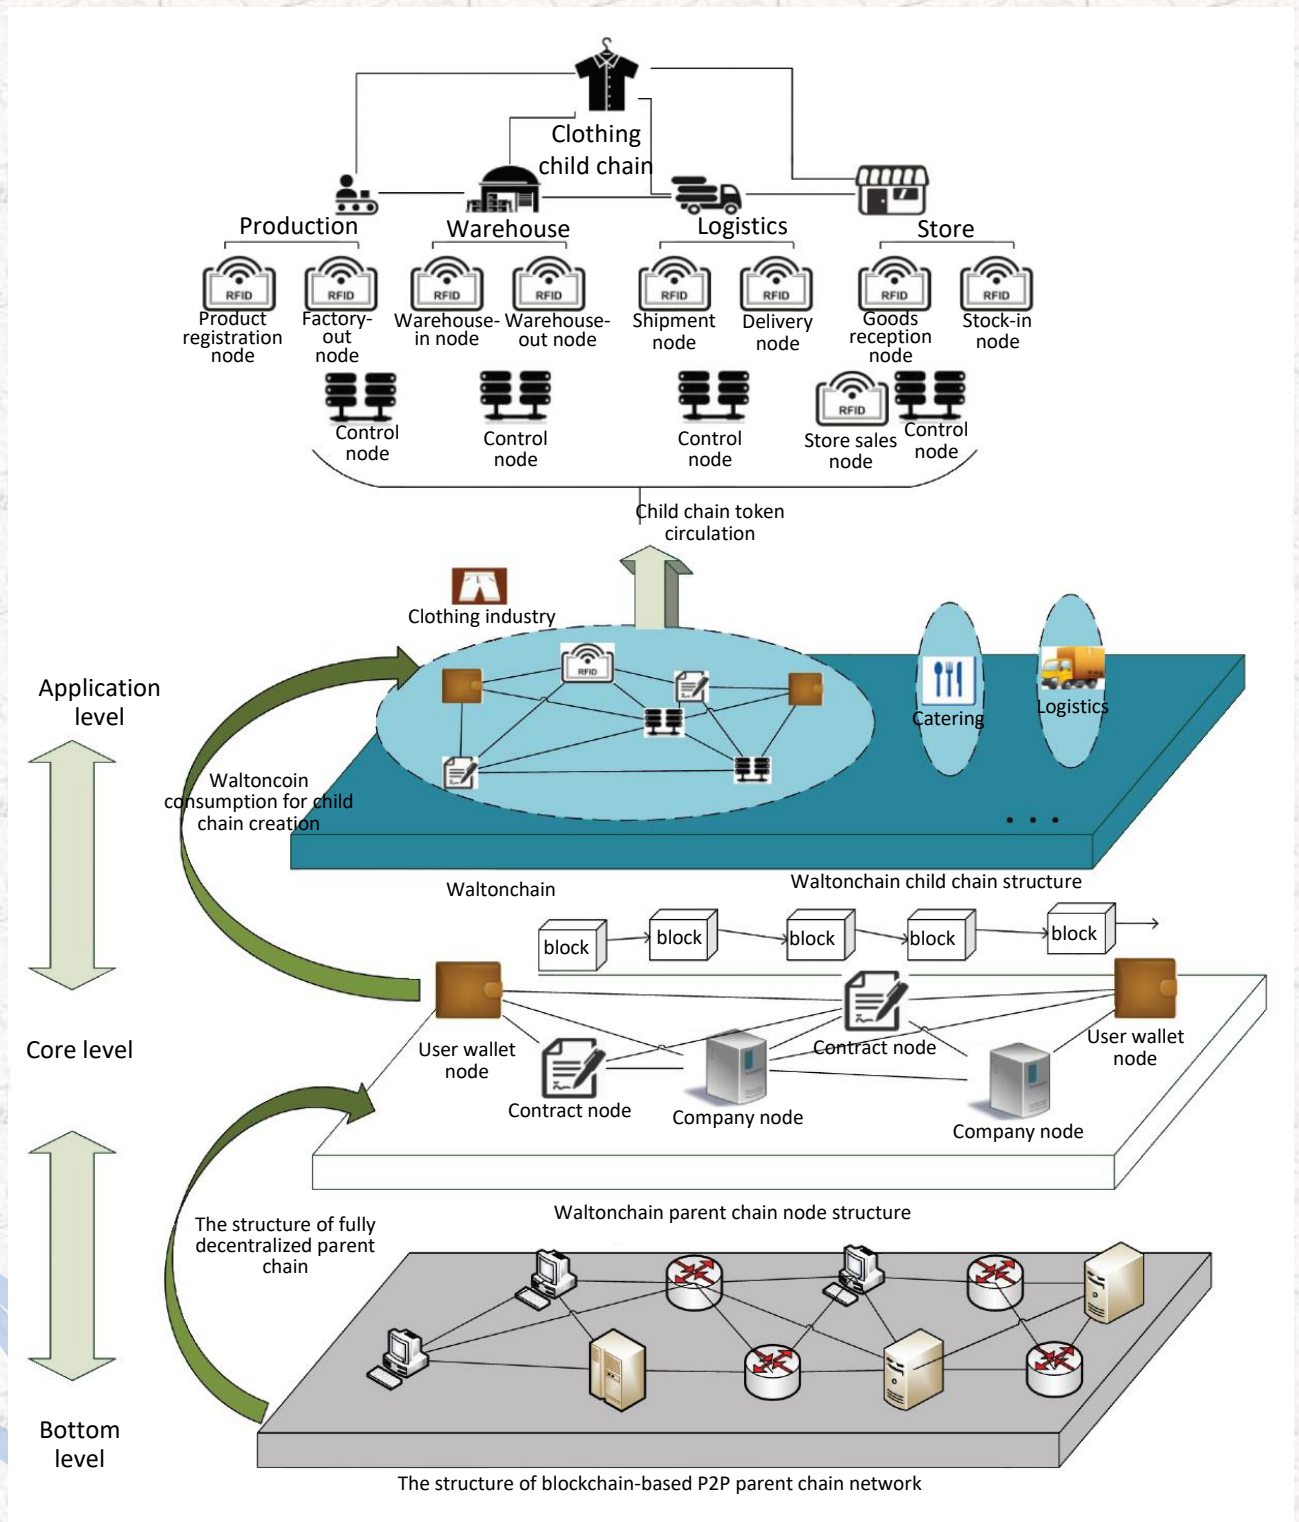 Clothing
child chain
Production
Warehouse
Logistics
Store
RFID
RFID
RFID
RFID
RFID
RFID
RFID
RFID
Product
registration
node
Factory-
out
node
Warehouse-
in node
Warehouse-
out node
Shipment
node
Delivery
node
Goods
reception
node
Stock-in
node
Control
node
Control
node
Control
node
RFID
Store sales
node
Control
node
Child chain token
circulation
Clothing industry
RFID
Catering
Logistics
Application
level
Waltoncoin
consumption for child
chain creation
. . .
Waltonchain
Waltonchain child chain structure
block
block
block
block
block
User wallet
node
Contract node
Company node
Contract node
Company node
User wallet
node
Core level
Waltonchain parent chain node structure
The structure of fully
decentralized parent
chain
Bottom
level
The structure of blockchain-based P2P parent chain network